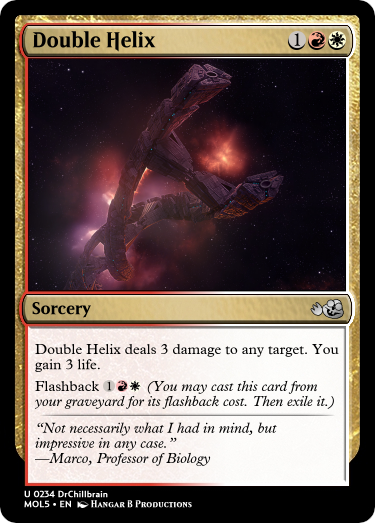 Double Helix 1
Sorcery
Double Helix deals 3 damage to any target. You
gain 3 life.
Flashback 1 (You may cast this card from
your graveyard for its flashback cost. Then exile it.)
“Not necessarily what I had in mind, but
impressive in any case.”
—Marco, Professor of Biology
U 0234 DrChillbrain
MOL5 • EN HANGAR B PRODUCTIONS